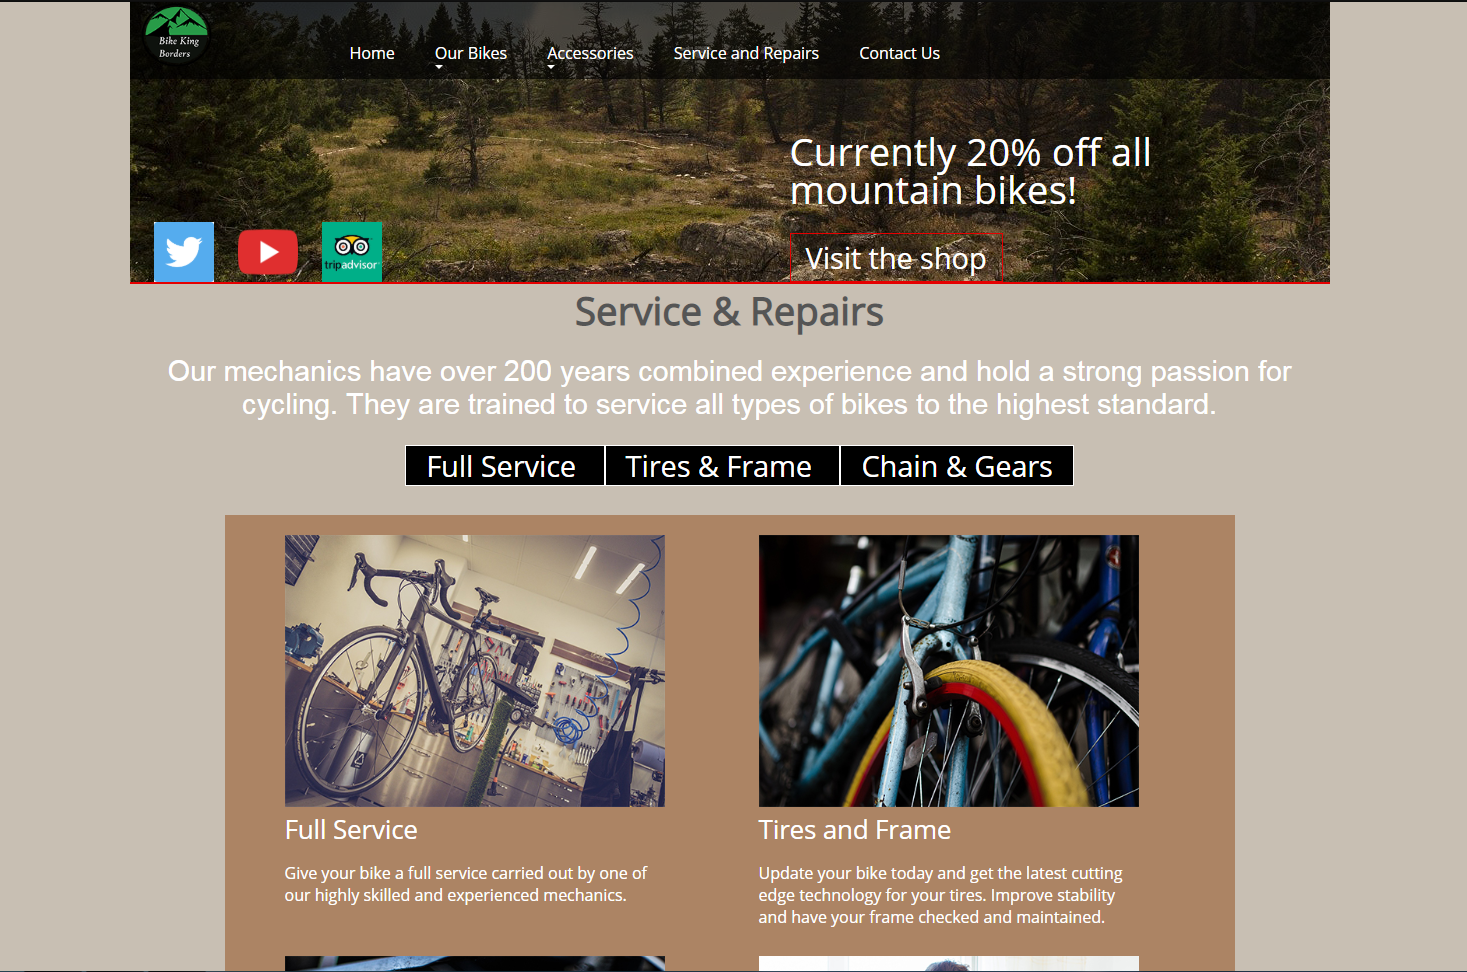 Bike King
Borders
Home
Our Bikes
Accessories
Service and Repairs
Contact Us
Currently 20% off all
mountain bikes!
tripadvisor
Visit the shop
Service & Repairs
Our mechanics have over 200 years combined experience and hold a strong passion for
cycling. They are trained to service all types of bikes to the highest standard.
Full Service
Tires & Frame
Chain & Gears
Full Service
Give your bike a full service carried out by one of
our highly skilled and experienced mechanics.
Tires and Frame
Update your bike today and get the latest cutting
edge technology for your tires. Improve stability
and have your frame checked and maintained.